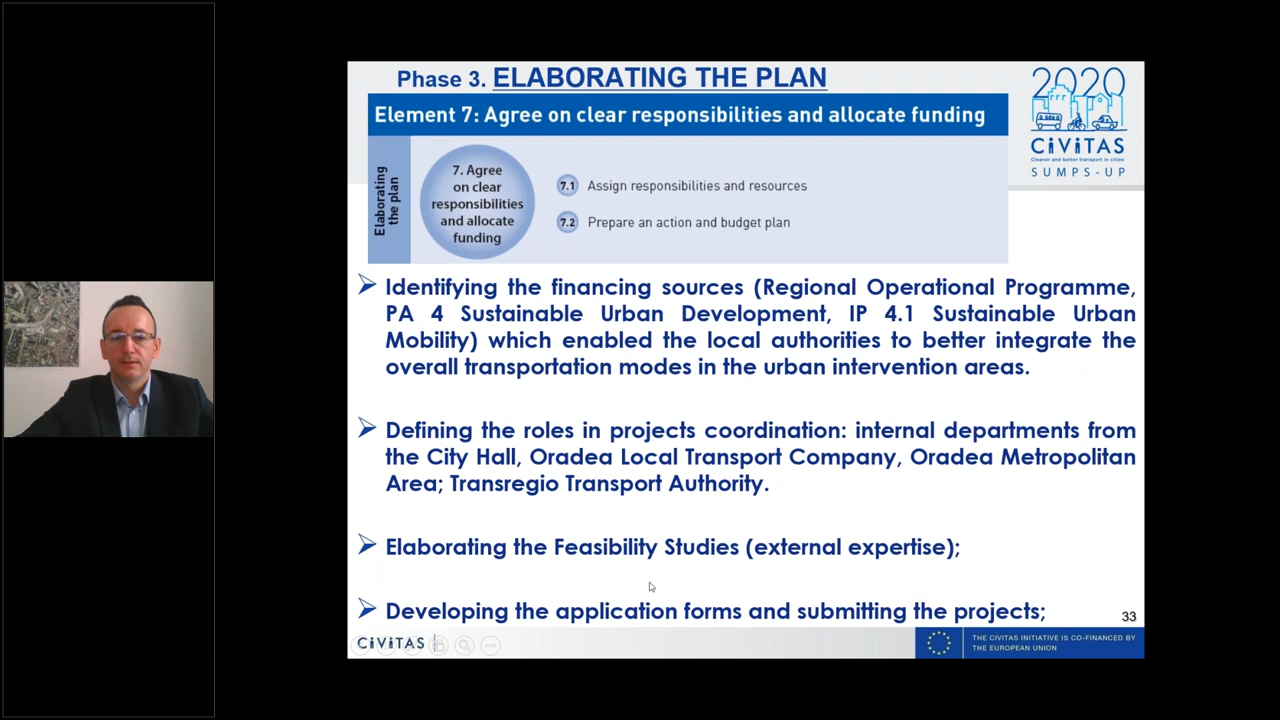 Phase 3. ELABORATING THE PLAN
Element 7: Agree on clear responsibilities and allocate funding
Elaborating
the plan
7. Agree
on clear
responsibilities
and allocate
funding
7.1 Assign responsibilities and resources
7.2 Prepare an action and budget plan
2020
CiViTAS
Cleaner and better transport in cities
SUMPS-UP
Identifying the financing sources (Regional Operational Programme,
PA 4 Sustainable Urban Development, IP 4.1 Sustainable Urban
Mobility) which enabled the local authorities to better integrate the
overall transportation modes in the urban intervention areas.
Defining the roles in projects coordination: internal departments from
the City Hall, Oradea Local Transport Company, Oradea Metropolitan
Area; Transregio Transport Authority.
Elaborating the Feasibility Studies (external expertise);
Developing the application forms and submitting the projects;
33
CiViTAS
THE CIVITAS INITIATIVE IS CO-FINANCED BY
THE EUROPEAN UNION